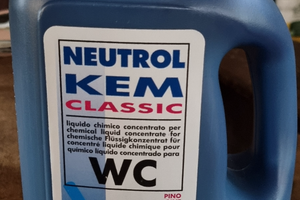 NEUTROL
KEM
CLASSIC
liquido chimico concentrato per
chemical liquid concentrate for
chemische Flüssigkonzentrat für
concentré liquide chimique pour
químico líquido concentrado para
WC
PINO